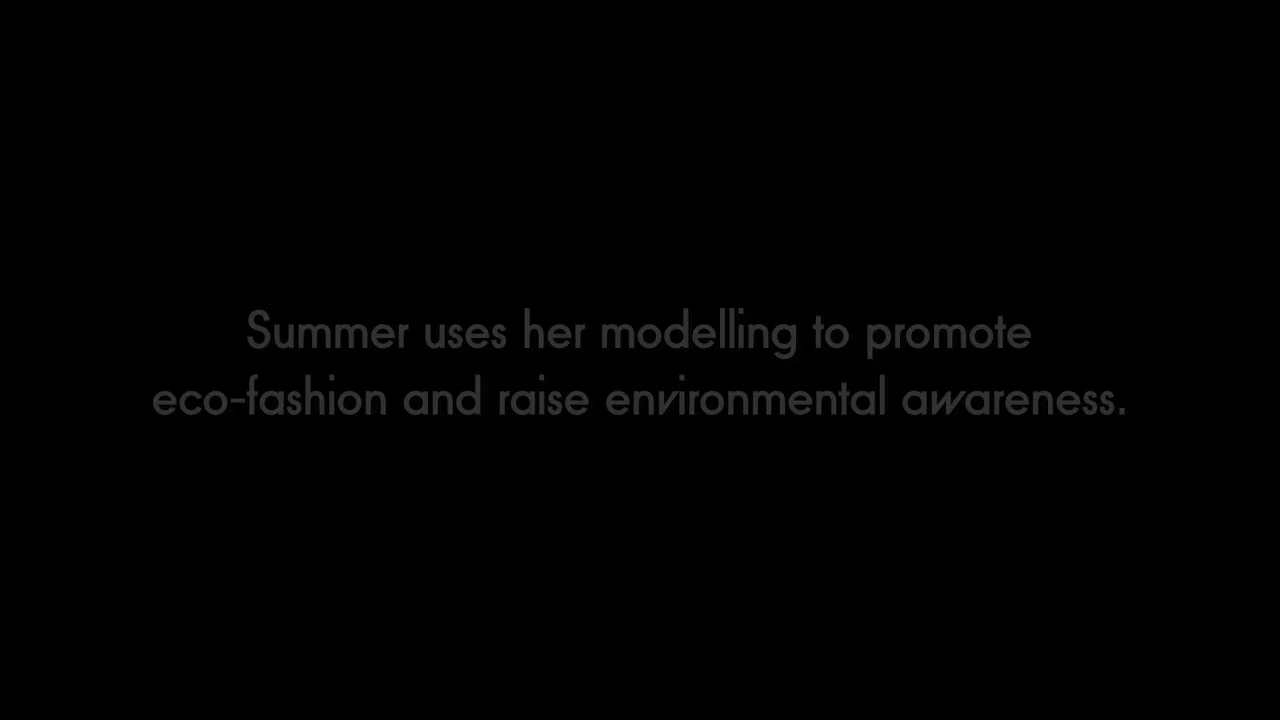 Summer uses her modelling to promote
eco-fashion and raise environmental awareness.